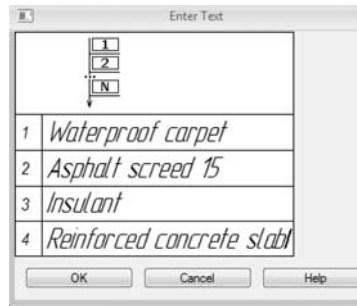 Enter Text
1
2
N
1 Waterproof carpet
2 Asphalt screed 15
3 Insulant
4 Reinforced concrete slab
OK Cancel Help